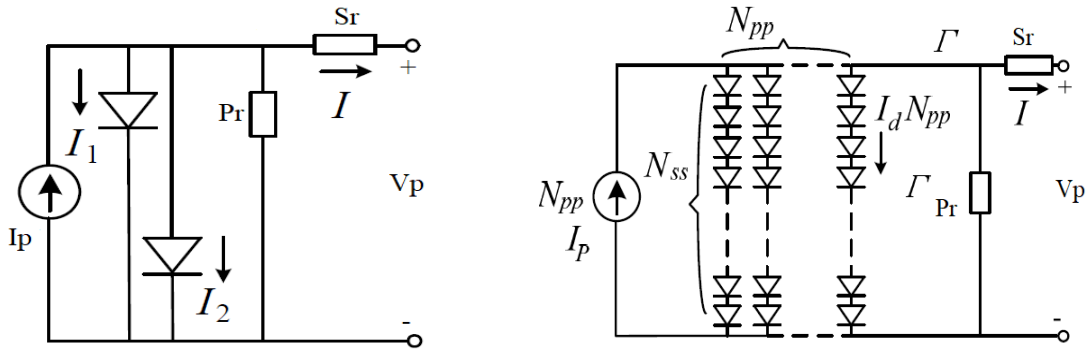 Sr
+
I
I1
Pr
Vp
Ip
I2
-
Npp
Γ
Sr
+
I
Id Npp
Nss
Npp
IP
Γ
Pr
Vp
-